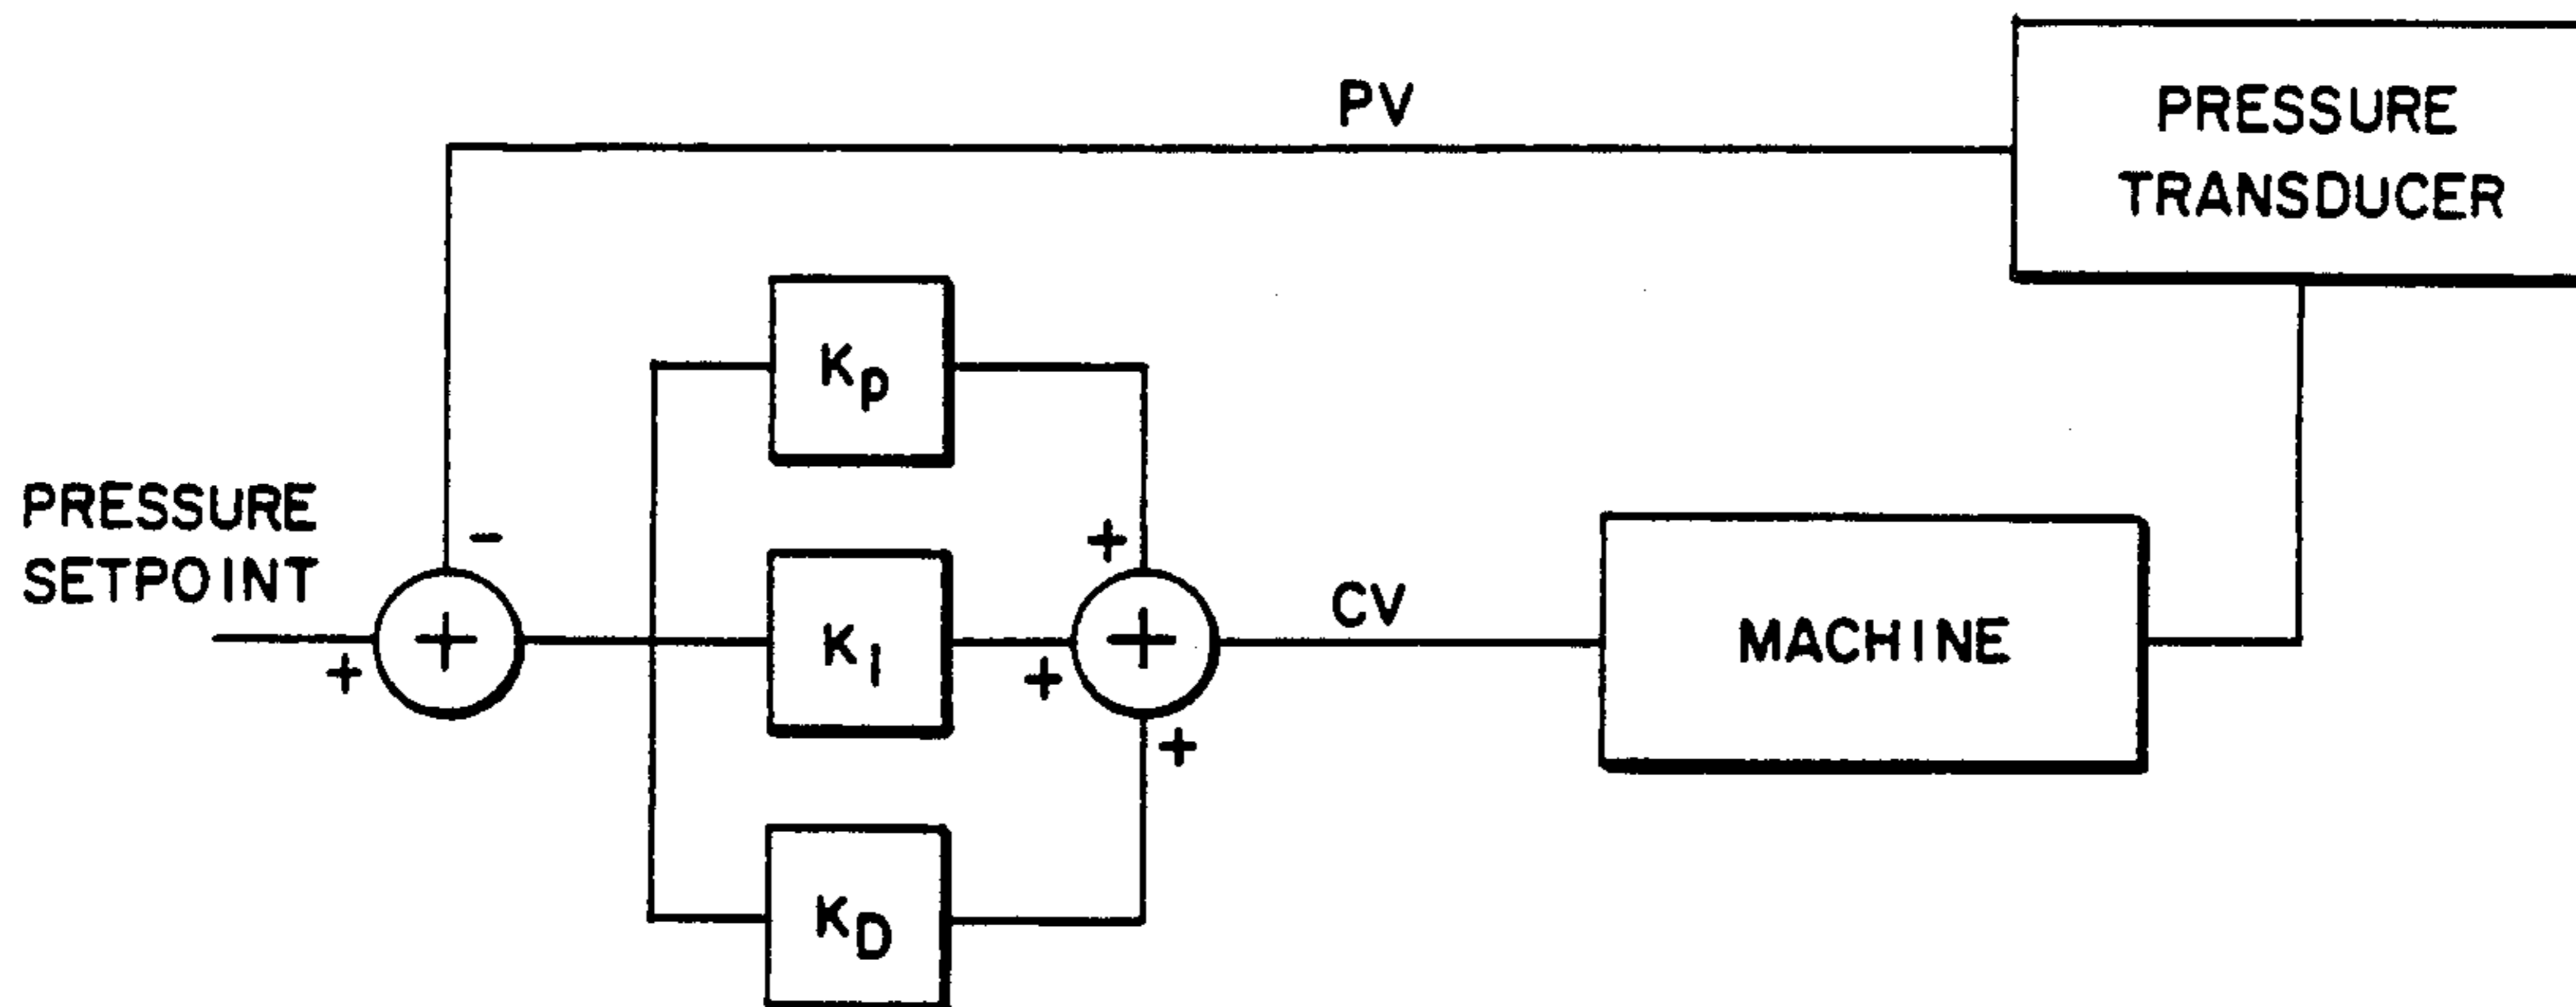 PV
PRESSURE
TRANSDUCER
Kp
PRESSURE
SETPOINT
-
+
+
+
KI
+
+
CV
MACHINE
+
+
KD